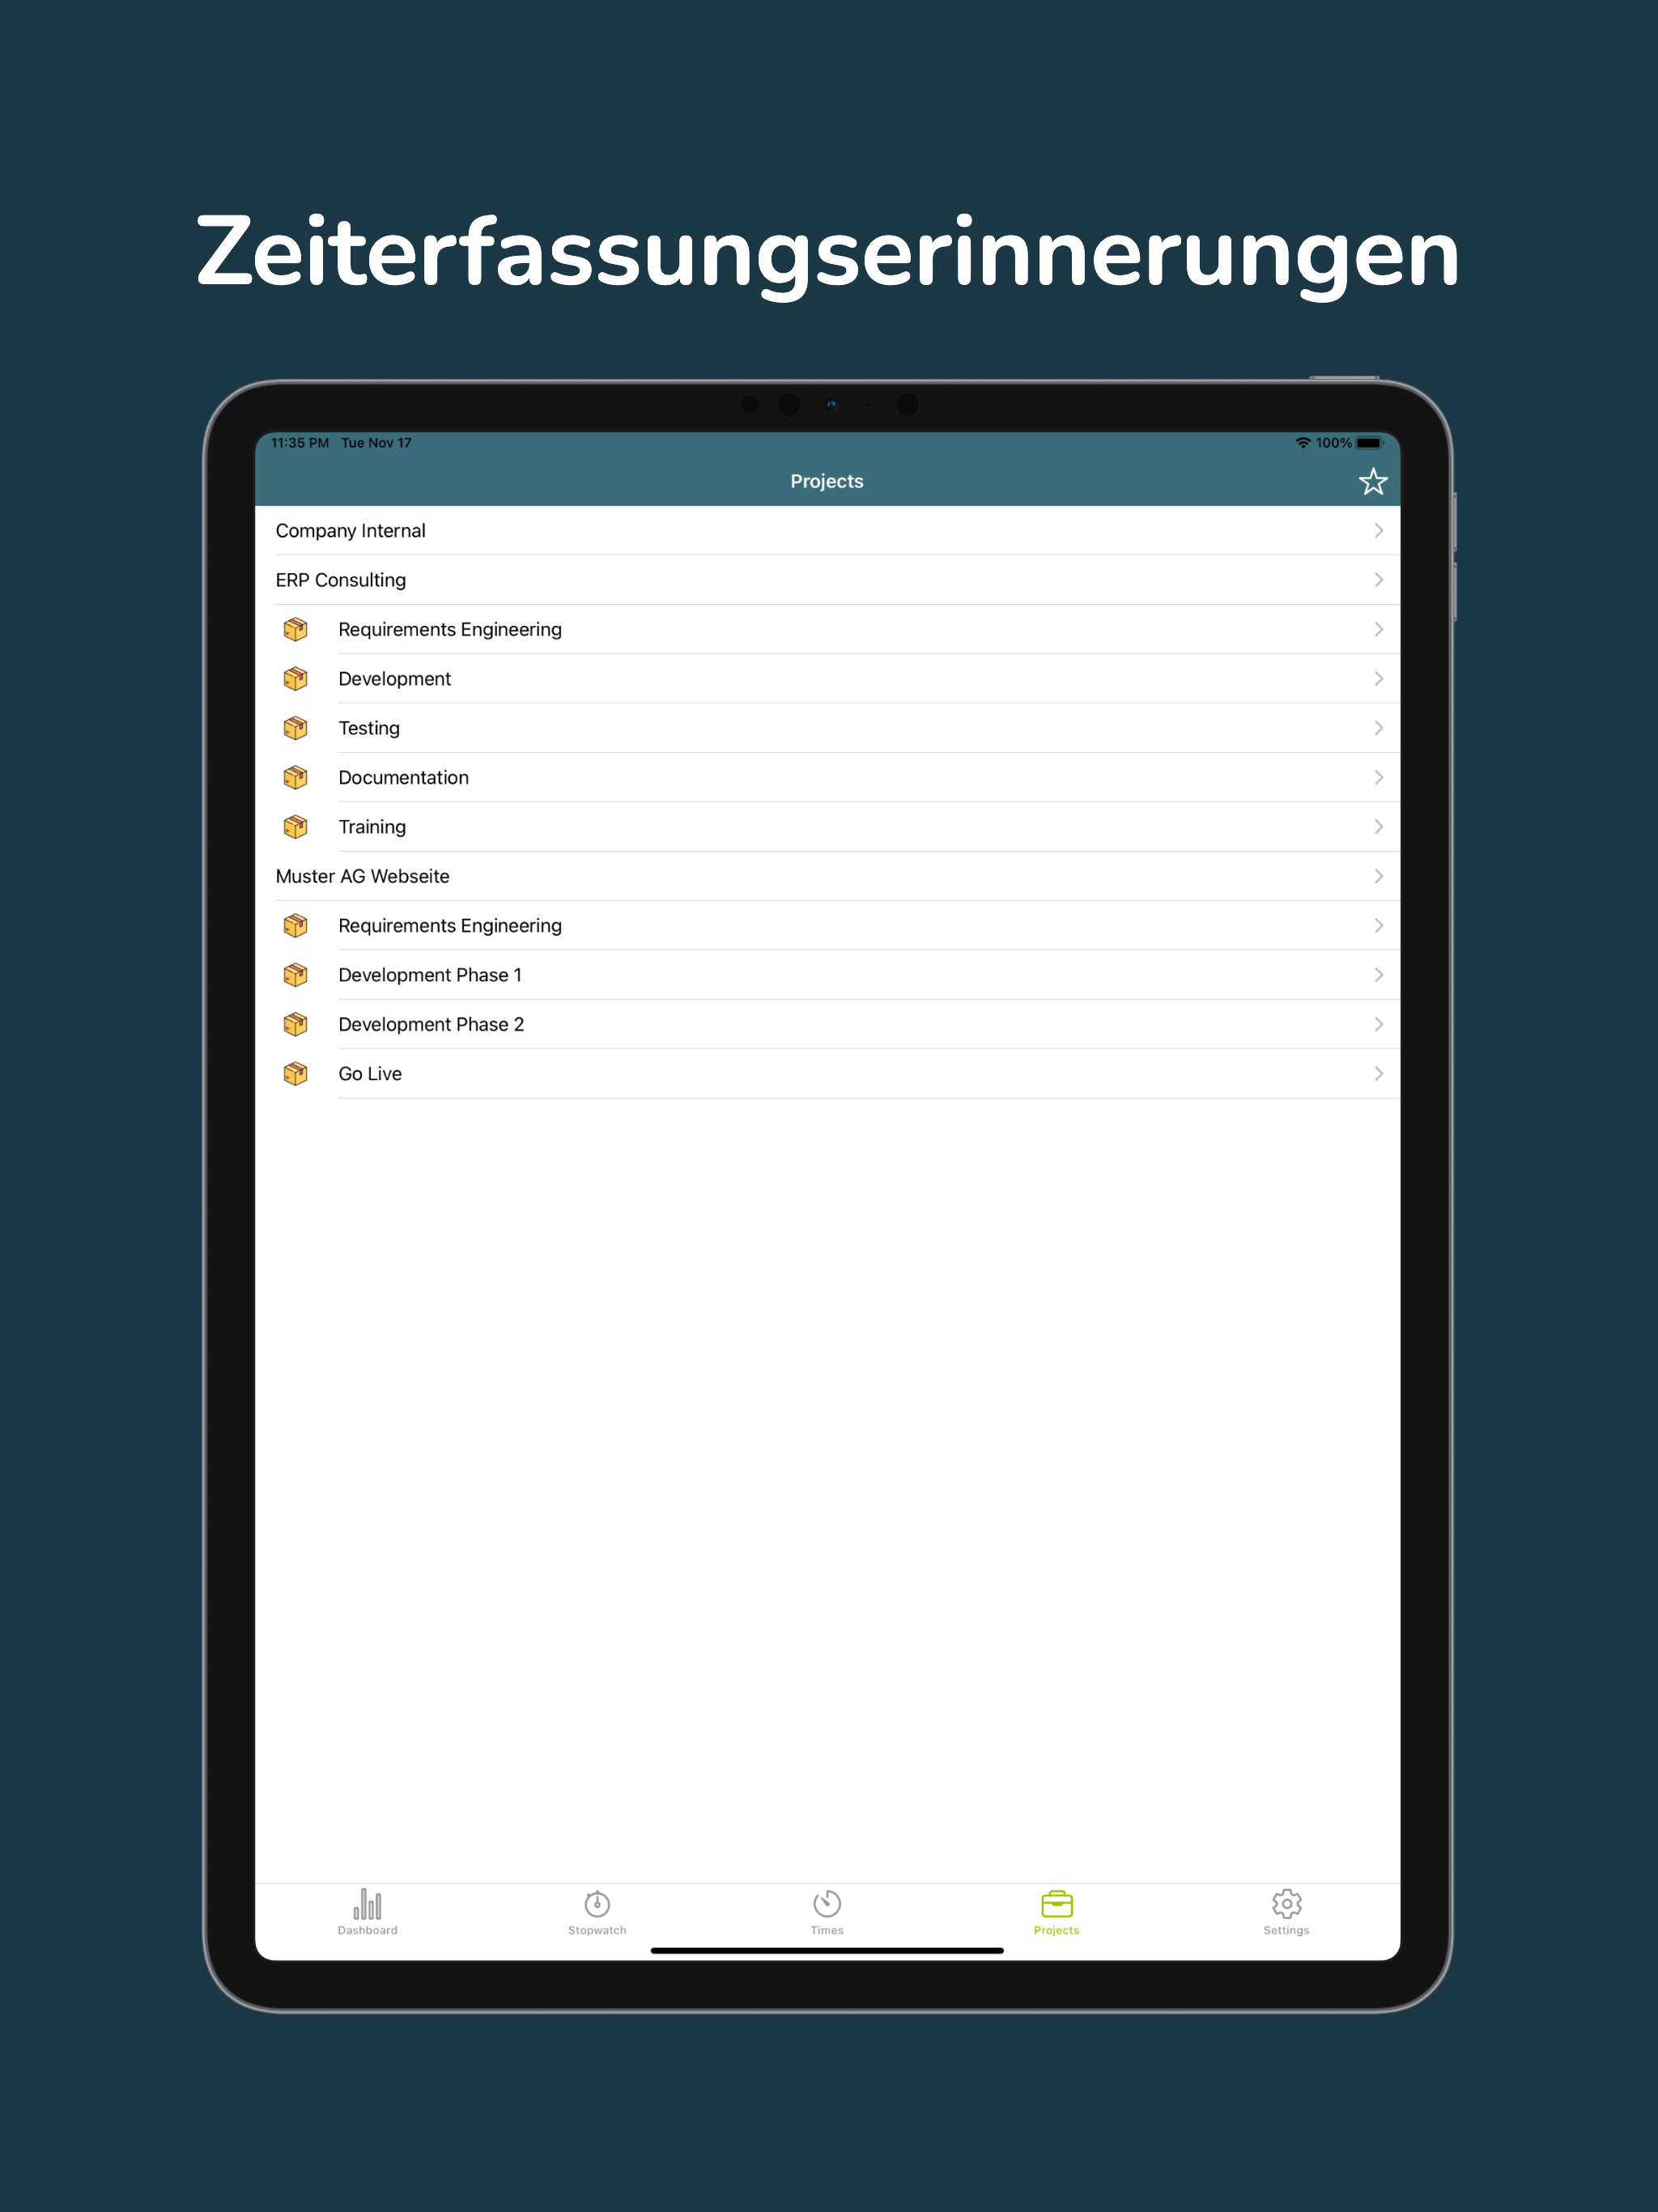 Zeiterfassungserinnerungen
11:35 PM Tue Nov 17 100%
Projects
Company Internal
ERP Consulting
Requirements Engineering
Development
Testing
Documentation
Training
Muster AG Webseite
Requirements Engineering
Development Phase 1
Development Phase 2
Go Live
Dashboard Stopwatch Times Projects Settings